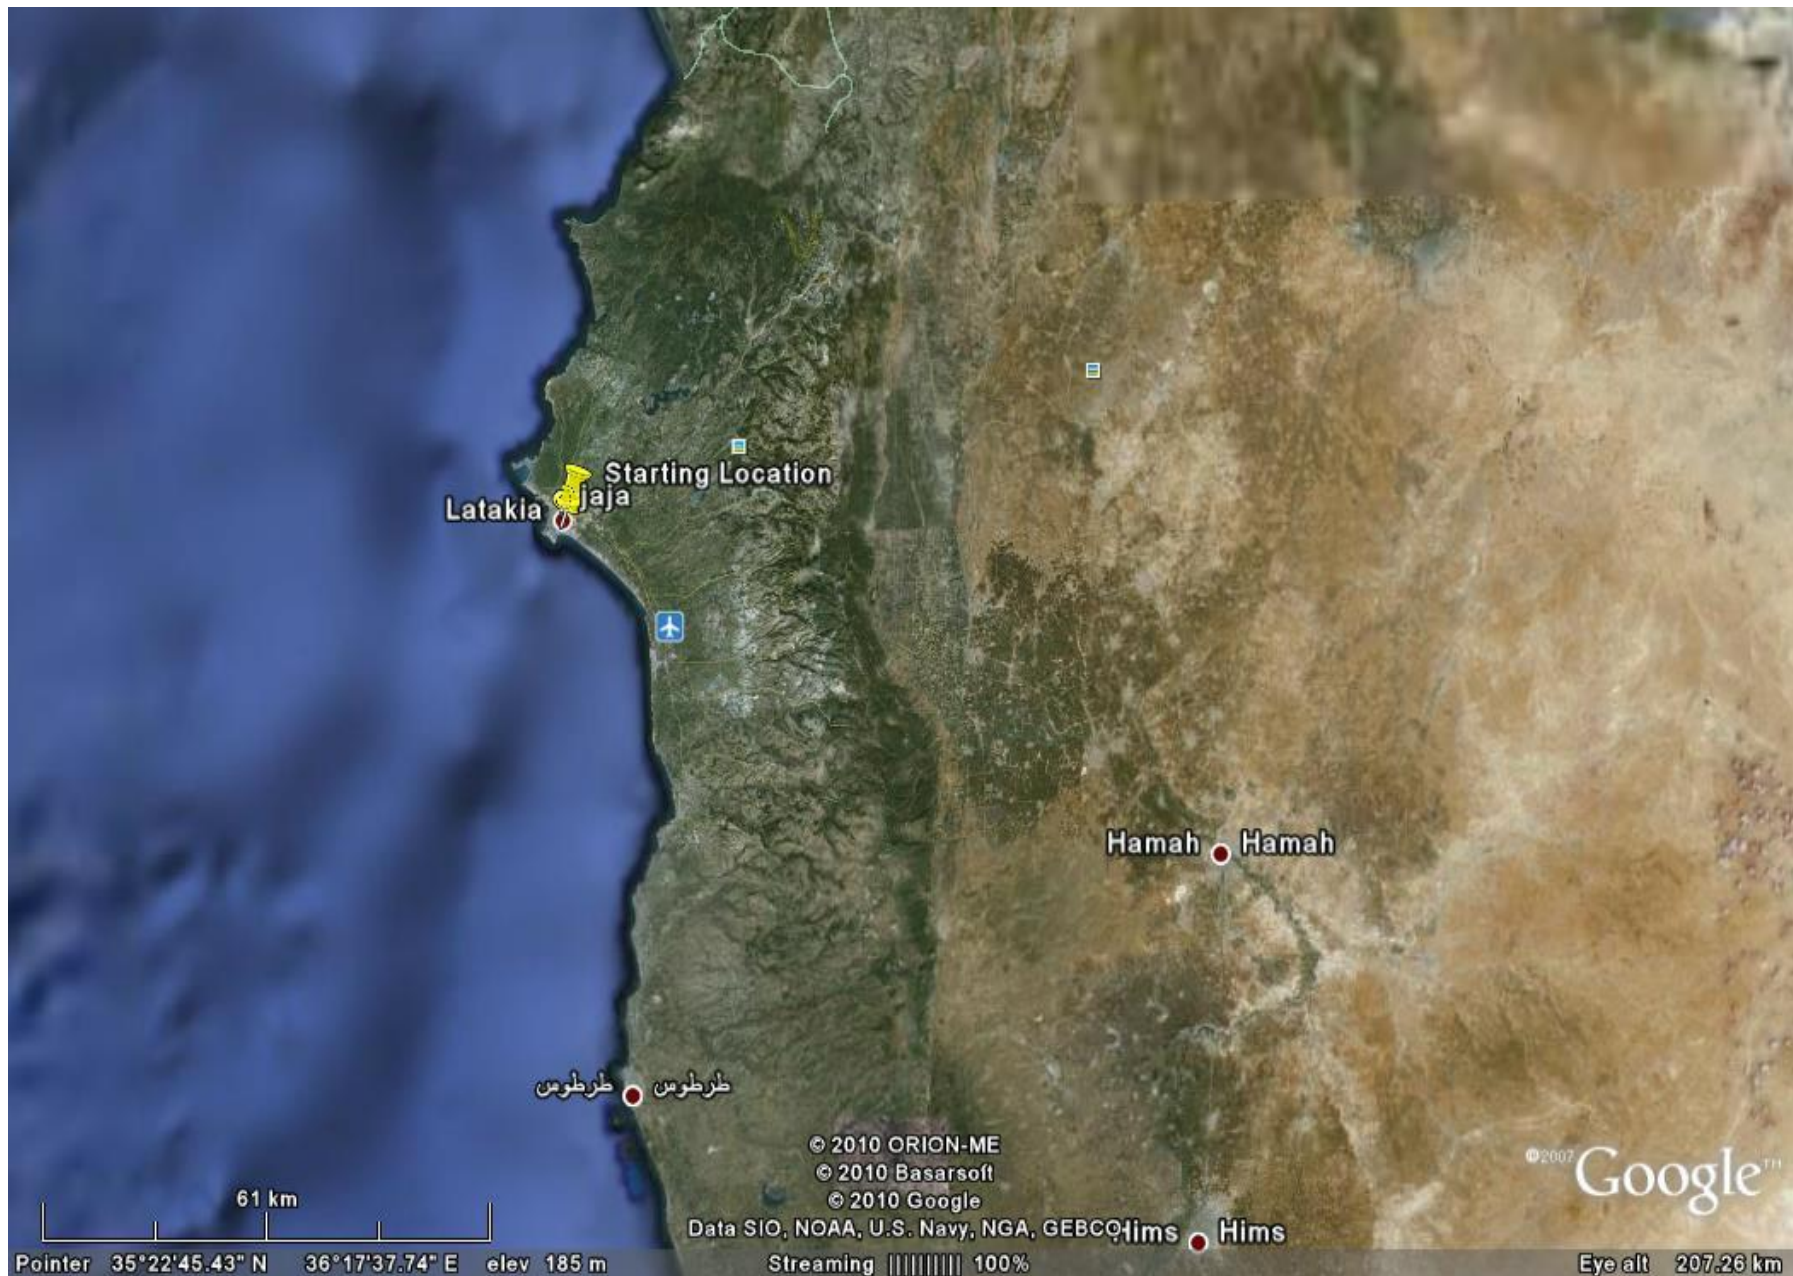 Starting Location
jaja
Latakia
Hamah Hamah
طرطوس طرطوس
© 2010 ORION-ME
© 2010 Basarsoft
© 2010 Google
©2007 Google™
61 km
Data SIO, NOAA, U.S. Navy, NGA, GEBCO
Hims Hims
Pointer 35°22'45.43" N 36°17'37.74" E elev 185 m Streaming |||||||||| 100% Eye alt 207.26 km